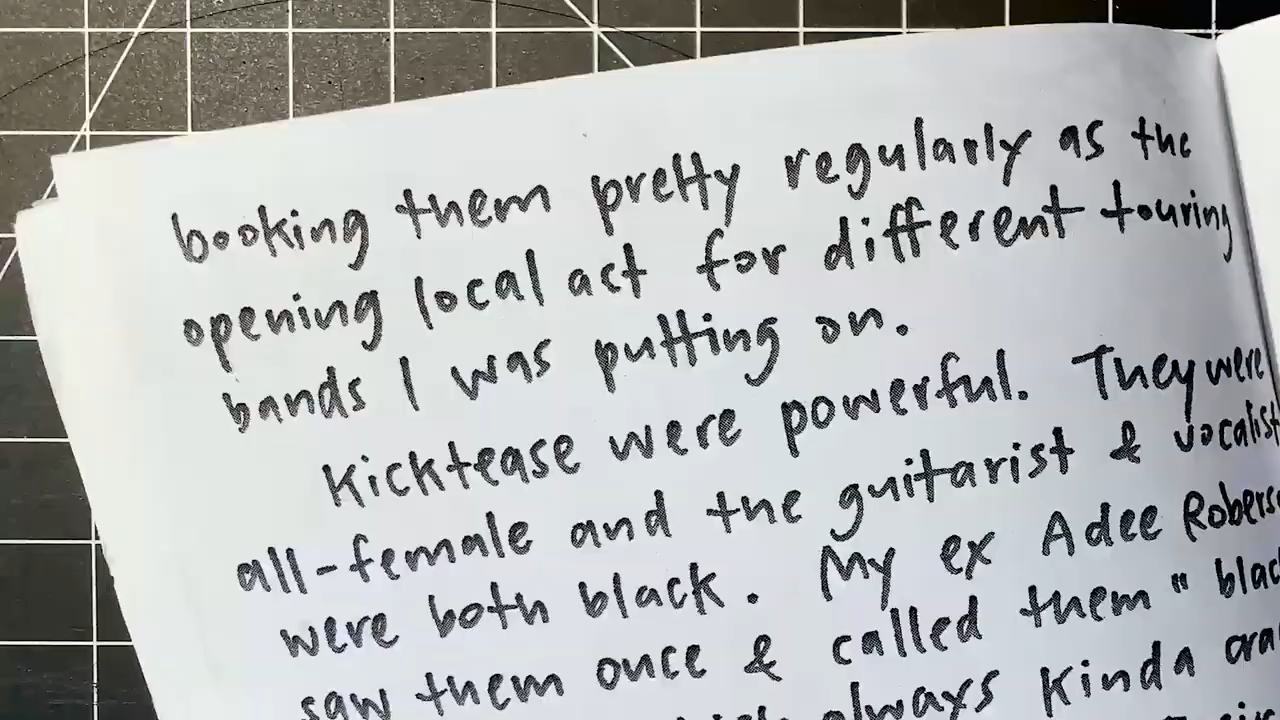 booking them pretty regularly as the
opening local act for different touring
bands I was putting on.
Kicktease were powerful. They were
all-female and the guitarist & vocalist
were both black. My ex Adee
saw them once & called them "
always kinda